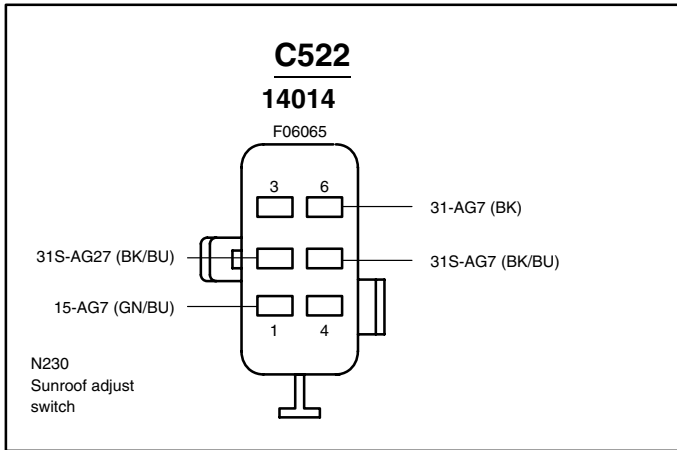 C522
14014
F06065
3 6
31-AG7 (BK)
31S-AG27 (BK/BU)
31S-AG7 (BK/BU)
15-AG7 (GN/BU)
1 4
N230
Sunroof adjust
switch